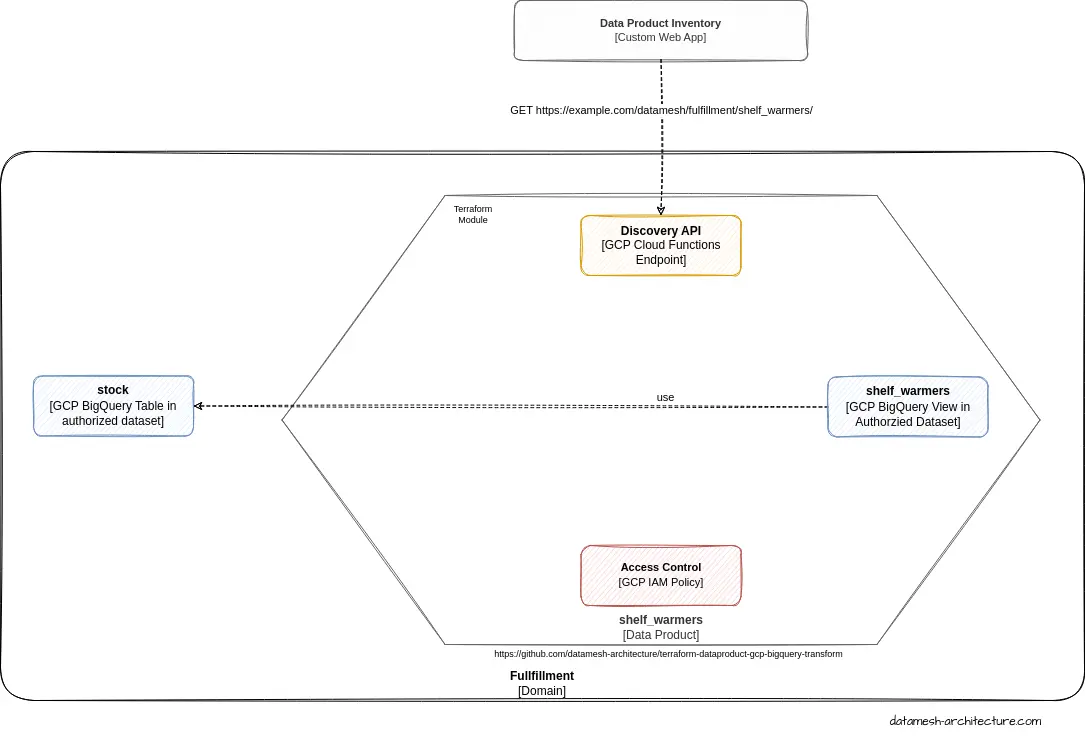 Data Product Inventory
[Custom Web App]
GET https://example.com/datamesh/fulfillment/shelf_warmers/
Terraform
Module
Discovery API
[GCP Cloud Functions
Endpoint]
stock
[GCP BigQuery Table in
authorized dataset]
use
shelf_warmers
[GCP BigQuery View in
Authorzied Dataset]
Access Control
[GCP IAM Policy]
shelf_warmers
[Data Product]
https://github.com/datamesh-architecture/terraform-dataproduct-gcp-bigquery-transform
Fullfillment
[Domain]
datamesh-architecture.com